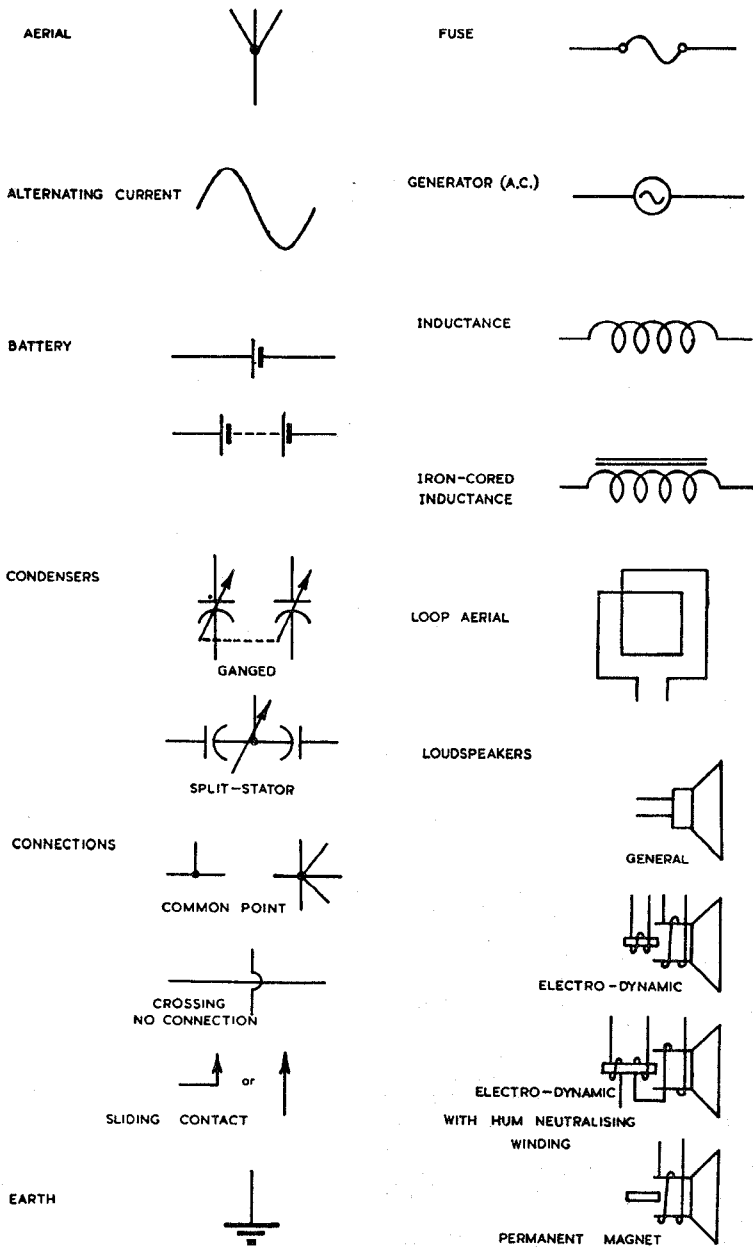 AERIAL
ALTERNATING CURRENT
BATTERY
CONDENSERS
GANGED
SPLIT-STATOR
CONNECTIONS
COMMON POINT
CROSSING
NO CONNECTION
or
SLIDING CONTACT
EARTH
FUSE
GENERATOR (A.C.)
INDUCTANCE
IRON-CORED
INDUCTANCE
LOOP AERIAL
LOUDSPEAKERS
GENERAL
ELECTRO-DYNAMIC
ELECTRO-DYNAMIC
WITH HUM NEUTRALISING
WINDING
PERMANENT MAGNET